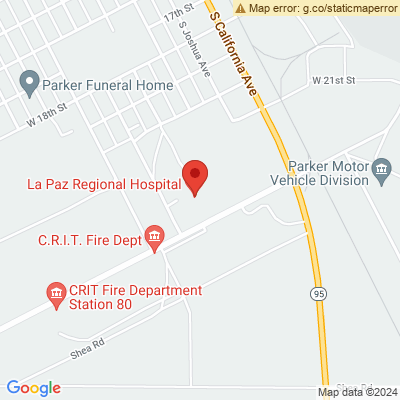 Map error: g.co/staticmaperror
17th St
S Joshua Ave
S California Ave
W 21st St
Parker Funeral Home
W 18th St
Parker Motor
Vehicle Division
La Paz Regional Hospital
C.R.I.T. Fire Dept
CRIT Fire Department
Station 80
95
Shea Rd
Shea Rd
Google
Map data ©2024